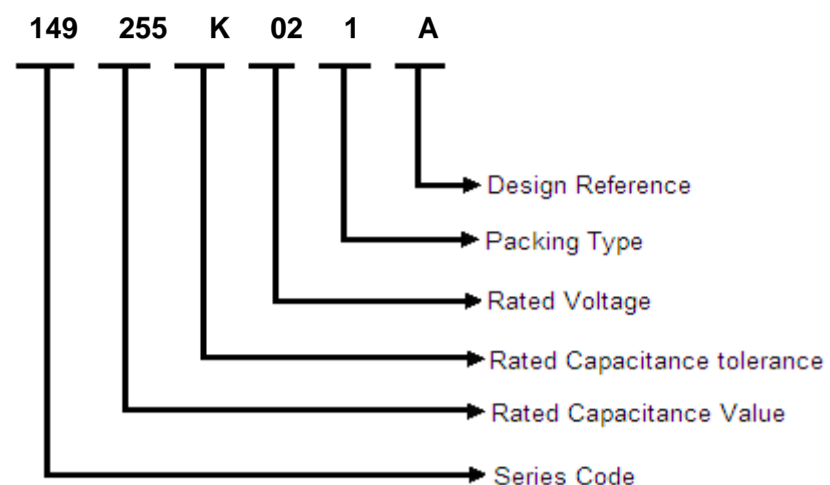 149 255 K 02 1 A
Design Reference
Packing Type
Rated Voltage
Rated Capacitance tolerance
Rated Capacitance Value
Series Code